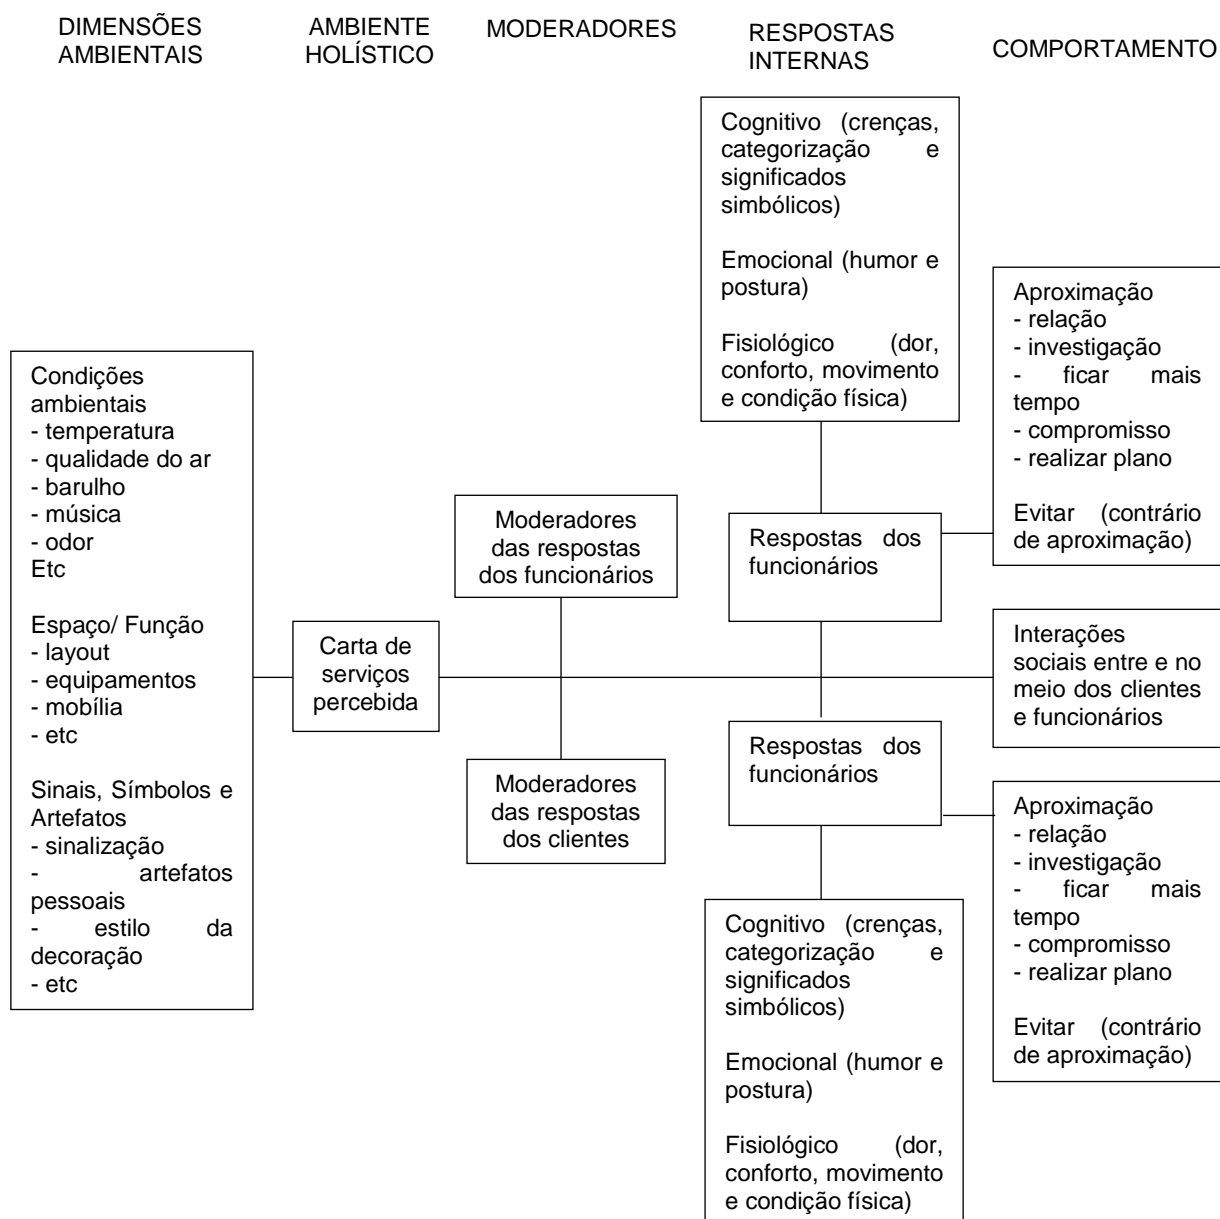 DIMENSÕES
AMBIENTAIS
AMBIENTE
HOLÍSTICO
MODERADORES
RESPOSTAS
INTERNAS
COMPORTAMENTO
Condições
ambientais
- temperatura
- qualidade do ar
- barulho
- música
- odor
Etc
Espaço/ Função
- layout
- equipamentos
- mobília
- etc
Sinais, Símbolos e
Artefatos
- sinalização
- artefatos
pessoais
- estilo da
decoração
- etc
Carta de
serviços
percebida
Moderadores
das respostas
dos funcionários
Moderadores
das respostas
dos clientes
Cognitivo (crenças,
categorização e
significados
simbólicos)
Emocional (humor e
postura)
Fisiológico (dor,
conforto, movimento
e condição física)
Respostas dos
funcionários
Respostas dos
funcionários
Cognitivo (crenças,
categorização e
significados
simbólicos)
Emocional (humor e
postura)
Fisiológico (dor,
conforto, movimento
e condição física)
Aproximação
- relação
- investigação
- ficar mais
tempo
- compromisso
- realizar plano
Evitar (contrário
de aproximação)
Interações
sociais entre e no
meio dos clientes
e funcionários
Aproximação
- relação
- investigação
- ficar mais
tempo
- compromisso
- realizar plano
Evitar (contrário
de aproximação)